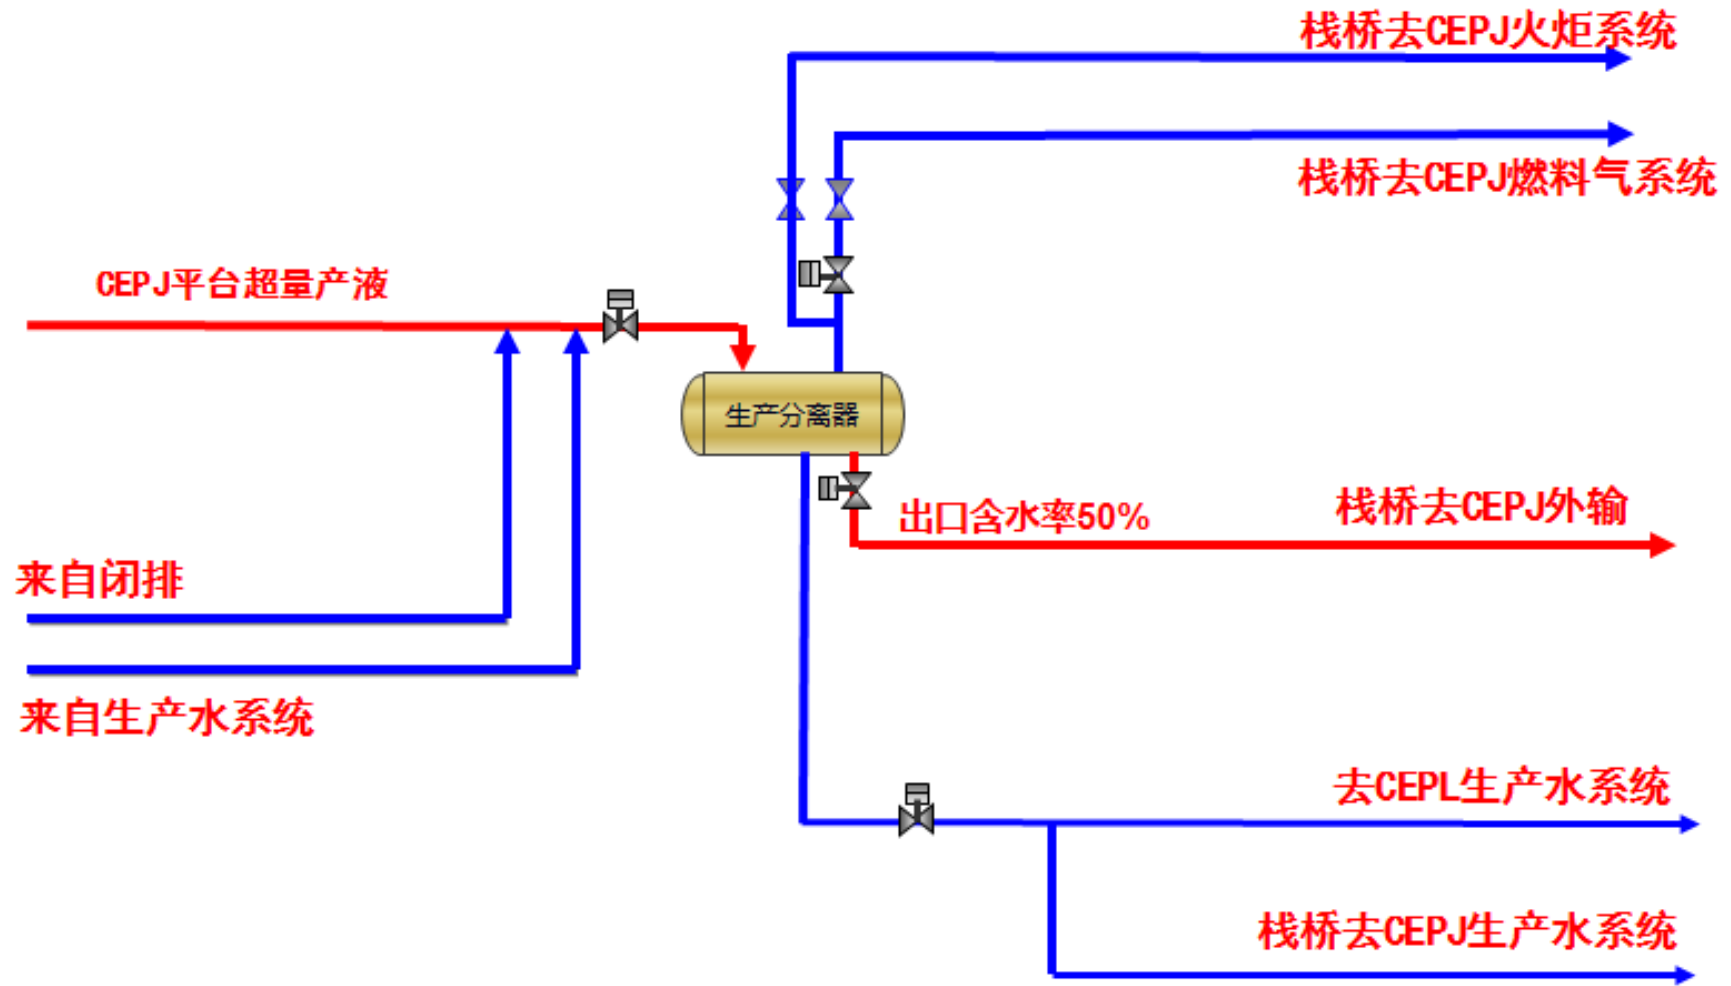 栈桥去CEPJ火炬系统
栈桥去CEPJ燃料气系统
CEPJ平台超量产液
生产分离器
出口含水率50%
栈桥去CEPJ外输
来自闭排
来自生产水系统
去CEPL生产水系统
栈桥去CEPJ生产水系统